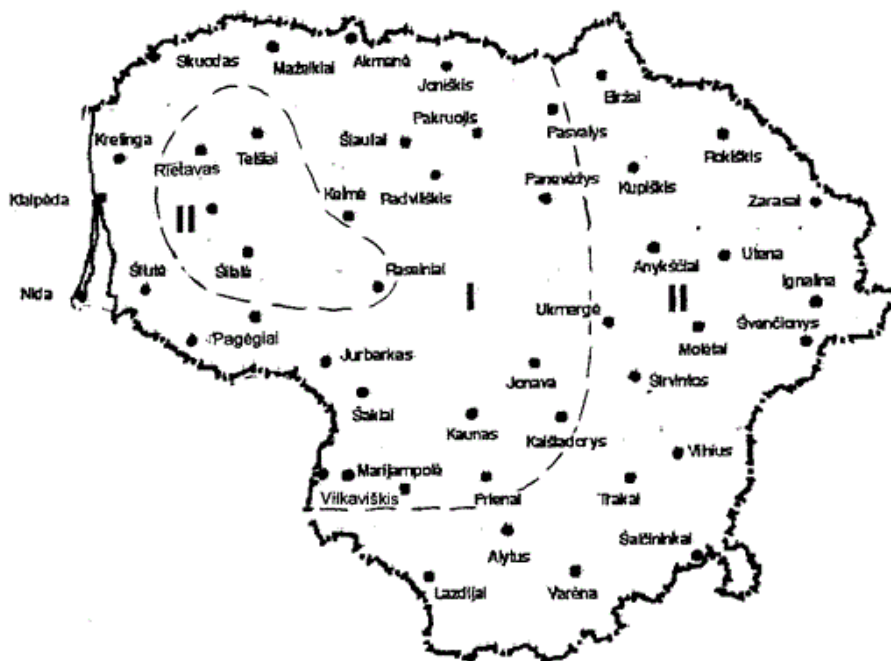 Skuodas
Mažeikiai
Akmenė
Joniškis
Biržai
Pakruojis
Pasvalys
Kretinga
Rietavas
Telšiai
Šiauliai
Rokiškis
Radviliškis
Panevėžys
Kupiškis
Klaipėda
Kelmė
Zarasai
II
Šilutė
Šilalė
Raseiniai
Anykščiai
Utena
Ignalina
Nida
I
II
Ukmergė
Pagėgiai
Molėtai
Švenčionys
Jurbarkas
Jonava
Širvintos
Šakiai
Kaunas
Kaišiadorys
Vilnius
Marijampolė
Vilkaviškis
Prienai
Trakai
Alytus
Šalčininkai
Lazdijai
Varėna